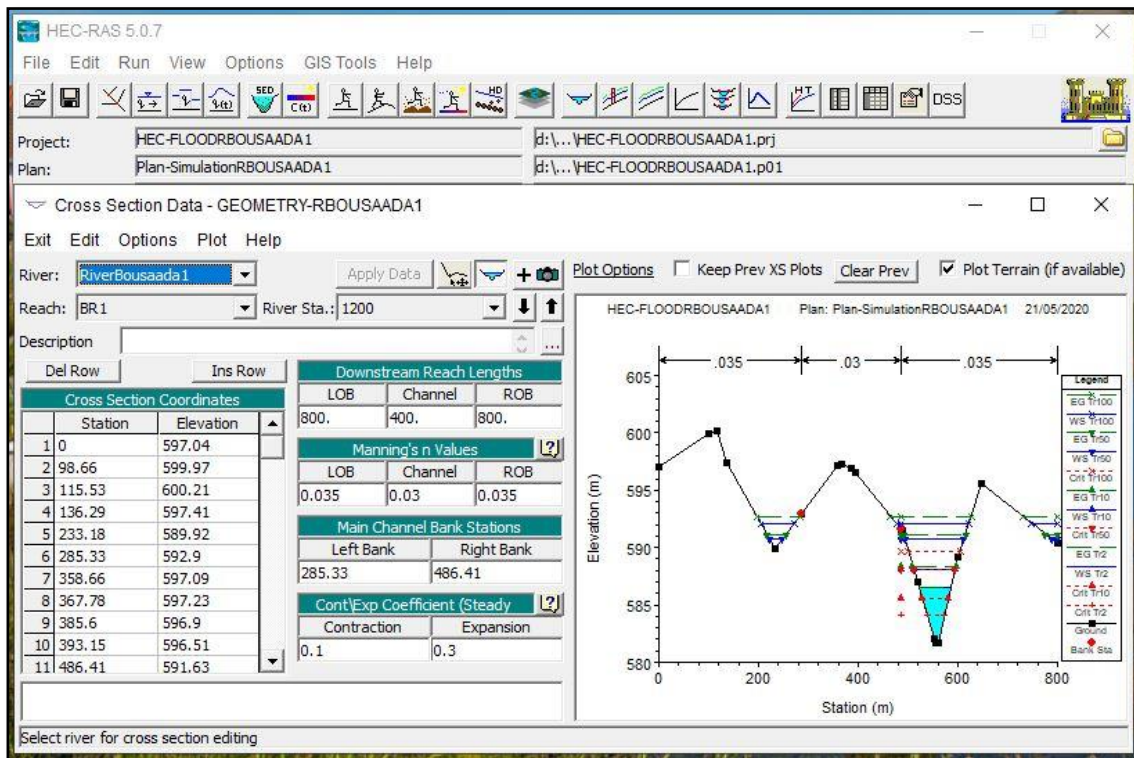 HEC-RAS 5.0.7
File Edit Run View Options GIS Tools Help
SED C(t) HD HT DSS
Project: HEC-FLOODRBOUSAADA1 d:\...\HEC-FLOODRBOUSAADA1.prj
Plan: Plan-SimulationRBOUSAADA1 d:\...\HEC-FLOODRBOUSAADA1.p01
Cross Section Data - GEOMETRY-RBOUSAADA1
Exit Edit Options Plot Help
River: RiverBousaada1 Apply Data Plot Options Keep Prev XS Plots Clear Prev Plot Terrain (if available)
Reach: BR1 River Sta.: 1200
Description ...
Del Row Ins Row
Cross Section Coordinates
Station Elevation
1 0 597.04
2 98.66 599.97
3 115.53 600.21
4 136.29 597.41
5 233.18 589.92
6 285.33 592.9
7 358.66 597.09
8 367.78 597.23
9 385.6 596.9
10 393.15 596.51
11 486.41 591.63
Downstream Reach Lengths
LOB Channel ROB
800. 400. 800.
Manning's n Values
LOB Channel ROB
0.035 0.03 0.035
Main Channel Bank Stations
Left Bank Right Bank
285.33 486.41
Cont\Exp Coefficient (Steady
Contraction Expansion
0.1 0.3
HEC-FLOODRBOUSAADA1 Plan: Plan-SimulationRBOUSAADA1 21/05/2020
.035 .03 .035
605
600
595
590
585
580
Elevation (m)
0 200 400 600 800
Station (m)
Legend
EG Tr100
WS Tr100
EG Tr50
WS Tr50
Crit Tr100
EG Tr10
WS Tr10
Crit Tr50
EG Tr2
WS Tr2
Crit Tr10
Crit Tr2
Ground
Bank Sta
Select river for cross section editing